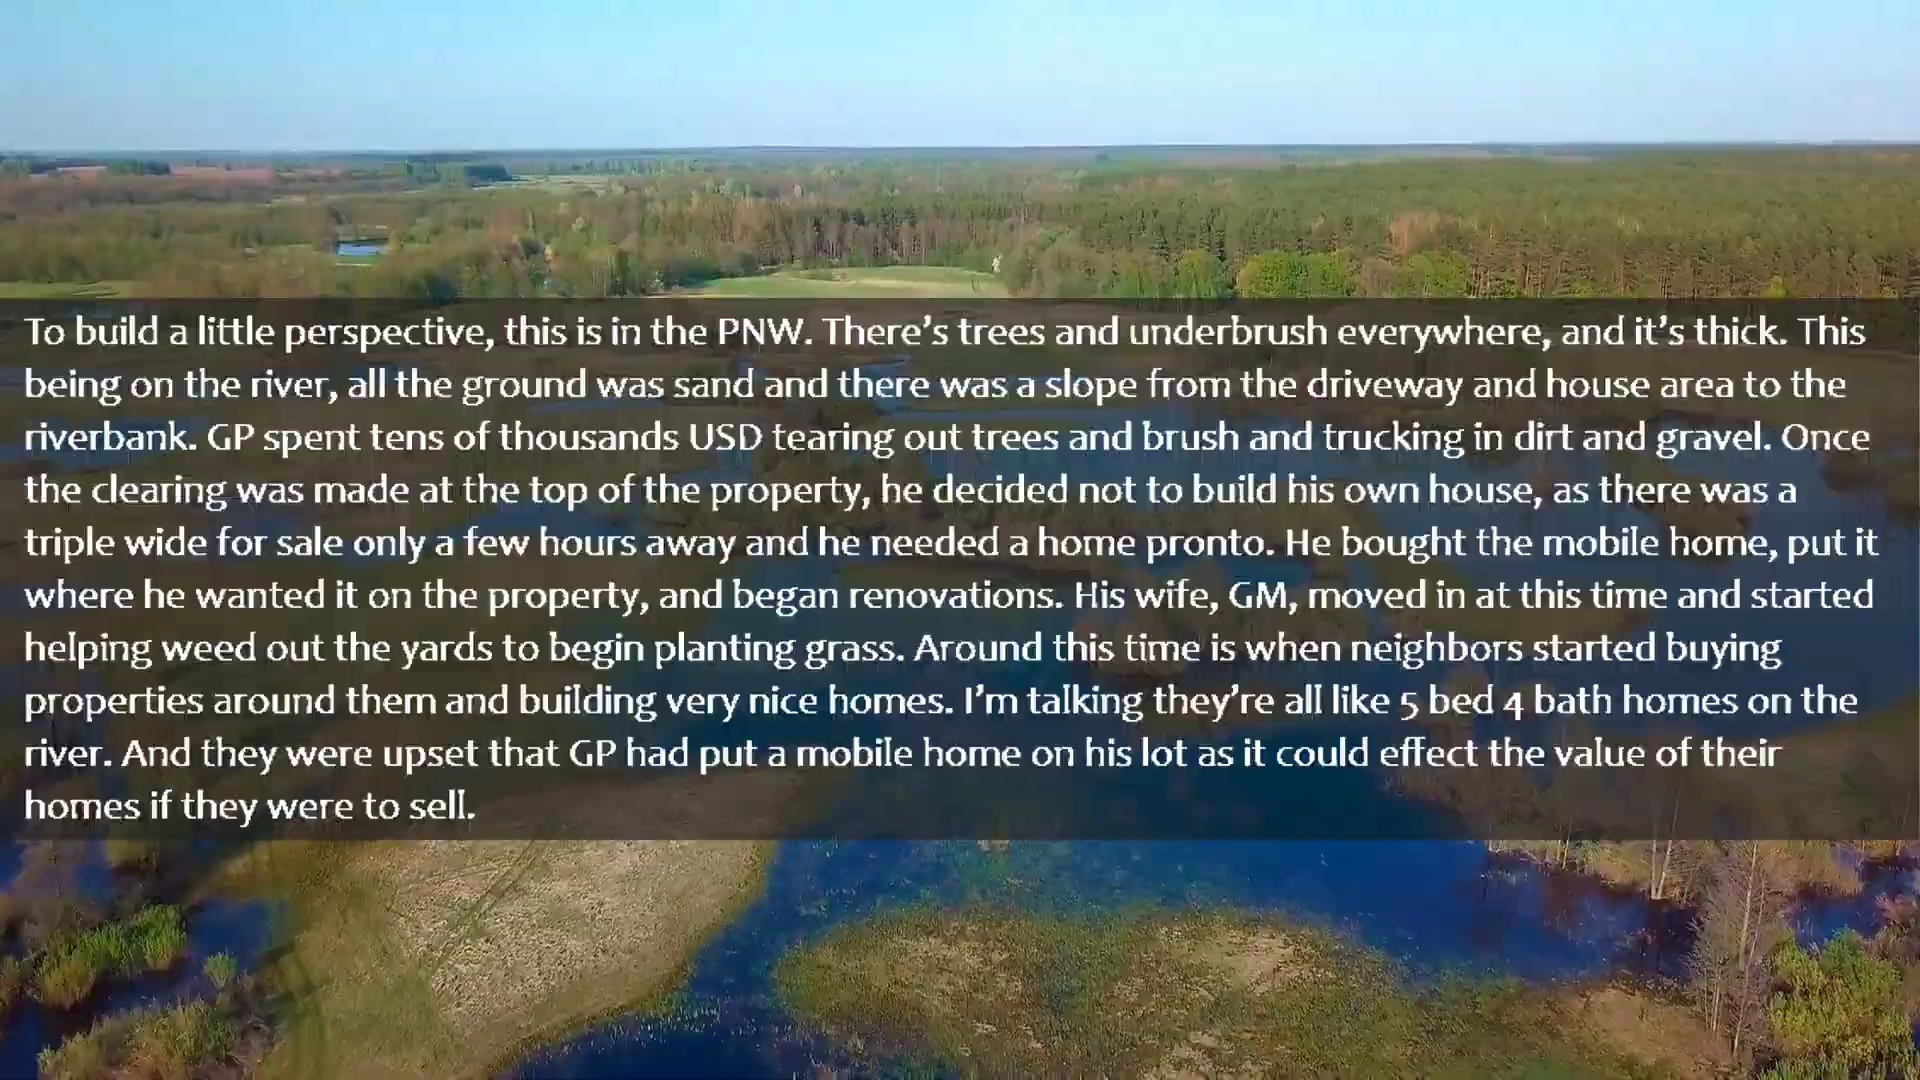 To build a little perspective, this is in the PNW. There’s trees and underbrush everywhere, and it’s thick. This
being on the river, all the ground was sand and there was a slope from the driveway and house area to the
riverbank. GP spent tens of thousands USD tearing out trees and brush and trucking in dirt and gravel. Once
the clearing was made at the top of the property, he decided not to build his own house, as there was a
triple wide for sale only a few hours away and he needed a home pronto. He bought the mobile home, put it
where he wanted it on the property, and began renovations. His wife, GM, moved in at this time and started
helping weed out the yards to begin planting grass. Around this time is when neighbors started buying
properties around them and building very nice homes. I’m talking they’re all like 5 bed 4 bath homes on the
river. And they were upset that GP had put a mobile home on his lot as it could effect the value of their
homes if they were to sell.